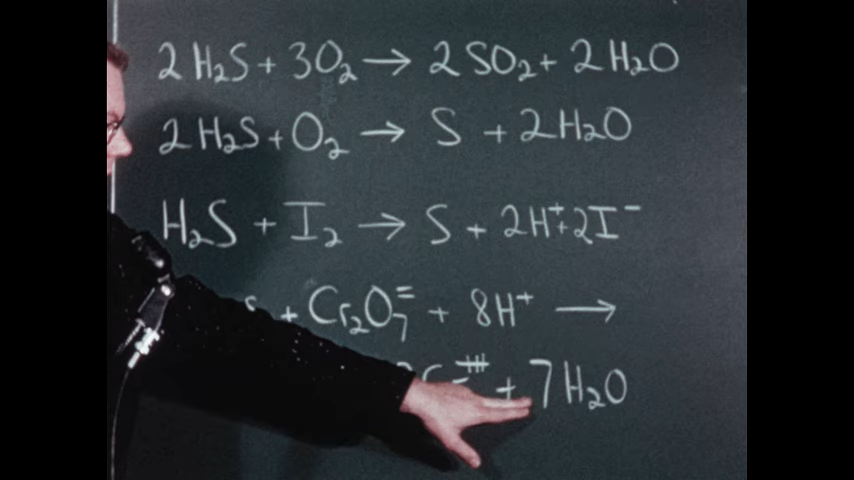 2H₂S + 3O₂ → 2SO₂ + 2H₂O
2H₂S + O₂ → S + 2H₂O
H₂S + I₂ → S + 2H⁺ + 2I⁻
+ Cr₂O₇⁼ + 8H⁺ →
+ 7H₂O